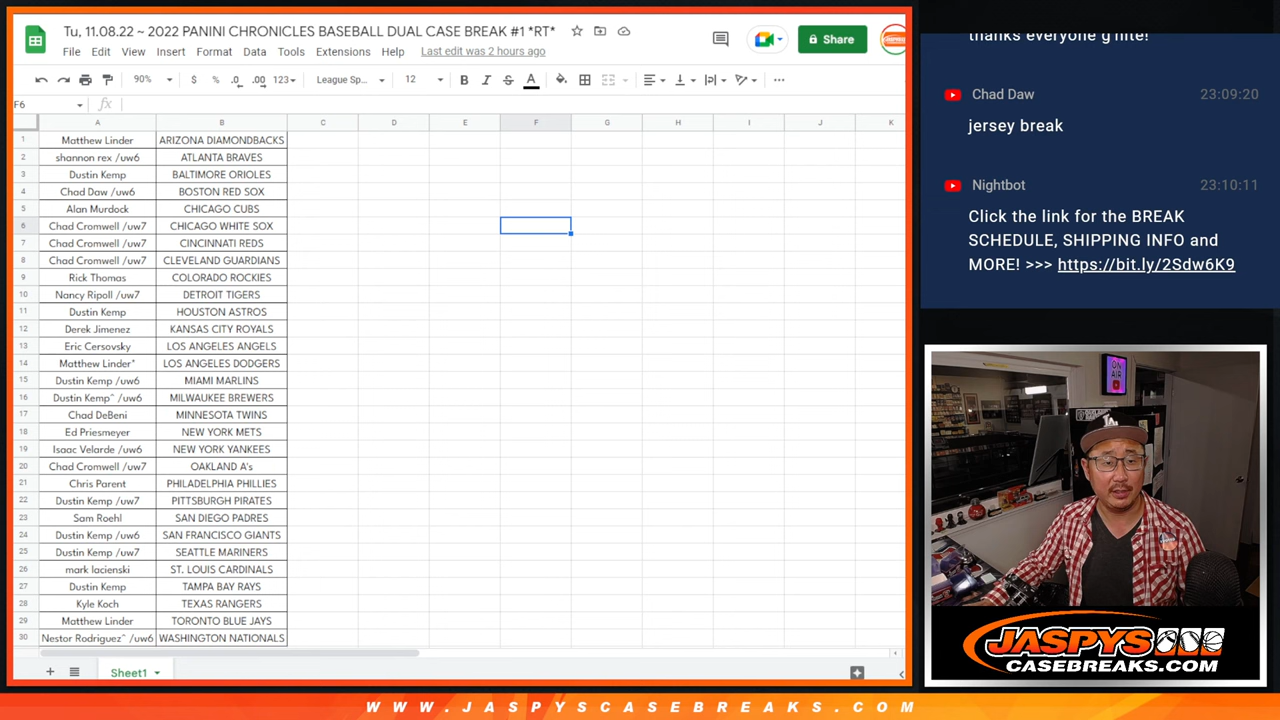 Tu, 11.08.22 ~ 2022 PANINI CHRONICLES BASEBALL DUAL CASE BREAK #1 *RT*
File Edit View Insert Format Data Tools Extensions Help Last edit was 2 hours ago
Share
90% $ % .0 .00 123 League Sp... 12 B I S A
F6 fx
A B C D E F G H I J K
1 Matthew Linder ARIZONA DIAMONDBACKS
2 shannon rex /uw6 ATLANTA BRAVES
3 Dustin Kemp BALTIMORE ORIOLES
4 Chad Daw /uw6 BOSTON RED SOX
5 Alan Murdock CHICAGO CUBS
6 Chad Cromwell /uw7 CHICAGO WHITE SOX
7 Chad Cromwell /uw7 CINCINNATI REDS
8 Chad Cromwell /uw7 CLEVELAND GUARDIANS
9 Rick Thomas COLORADO ROCKIES
10 Nancy Ripoll /uw7 DETROIT TIGERS
11 Dustin Kemp HOUSTON ASTROS
12 Derek Jimenez KANSAS CITY ROYALS
13 Eric Cersovsky LOS ANGELES ANGELS
14 Matthew Linder* LOS ANGELES DODGERS
15 Dustin Kemp /uw6 MIAMI MARLINS
16 Dustin Kemp^ /uw6 MILWAUKEE BREWERS
17 Chad DeBeni MINNESOTA TWINS
18 Ed Priesmeyer NEW YORK METS
19 Isaac Velarde /uw6 NEW YORK YANKEES
20 Chad Cromwell /uw7 OAKLAND A's
21 Chris Parent PHILADELPHIA PHILLIES
22 Dustin Kemp /uw7 PITTSBURGH PIRATES
23 Sam Roehl SAN DIEGO PADRES
24 Dustin Kemp /uw6 SAN FRANCISCO GIANTS
25 Dustin Kemp /uw7 SEATTLE MARINERS
26 mark lacienski ST. LOUIS CARDINALS
27 Dustin Kemp TAMPA BAY RAYS
28 Kyle Koch TEXAS RANGERS
29 Matthew Linder TORONTO BLUE JAYS
30 Nestor Rodriguez^ /uw6 WASHINGTON NATIONALS
Sheet1
thanks everyone g'nite!
Chad Daw 23:09:20
jersey break
Nightbot 23:10:11
Click the link for the BREAK
SCHEDULE, SHIPPING INFO and
MORE! >>> https://bit.ly/2Sdw6K9
ON
AIR
LA
JASPYS
CASEBREAKS.COM
WWW.JASPYSCASEBREAKS.COM